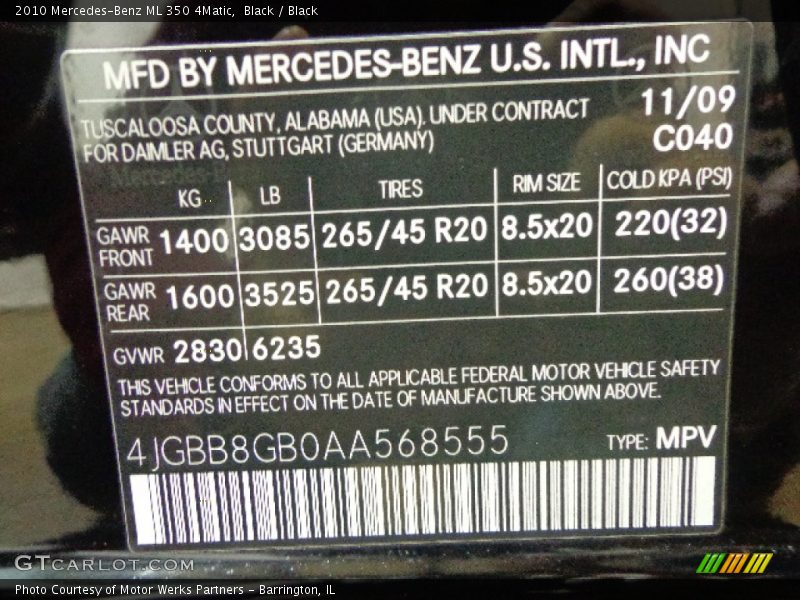 2010 Mercedes-Benz ML 350 4Matic, Black / Black
MFD BY MERCEDES-BENZ U.S. INTL., INC
TUSCALOOSA COUNTY, ALABAMA (USA). UNDER CONTRACT 11/09
FOR DAIMLER AG, STUTTGART (GERMANY) C040
KG LB TIRES RIM SIZE COLD KPA (PSI)
GAWR FRONT 1400 3085 265/45 R20 8.5x20 220(32)
GAWR REAR 1600 3525 265/45 R20 8.5x20 260(38)
GVWR 2830 6235
THIS VEHICLE CONFORMS TO ALL APPLICABLE FEDERAL MOTOR VEHICLE SAFETY
STANDARDS IN EFFECT ON THE DATE OF MANUFACTURE SHOWN ABOVE.
4JGBB8GB0AA568555 TYPE: MPV
GTCARLOT.COM
Photo Courtesy of Motor Werks Partners - Barrington, IL